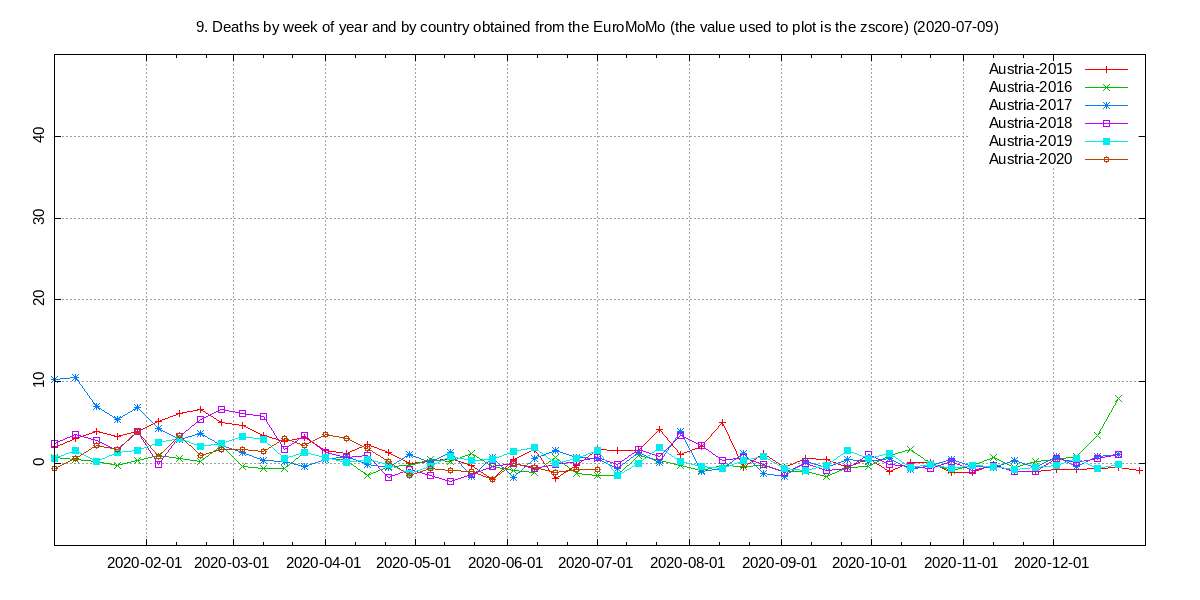 9. Deaths by week of year and by country obtained from the EuroMoMo (the value used to plot is the zscore) (2020-07-09)
Austria-2015
Austria-2016
Austria-2017
Austria-2018
Austria-2019
Austria-2020
40
30
20
10
0
2020-02-01 2020-03-01 2020-04-01 2020-05-01 2020-06-01 2020-07-01 2020-08-01 2020-09-01 2020-10-01 2020-11-01 2020-12-01